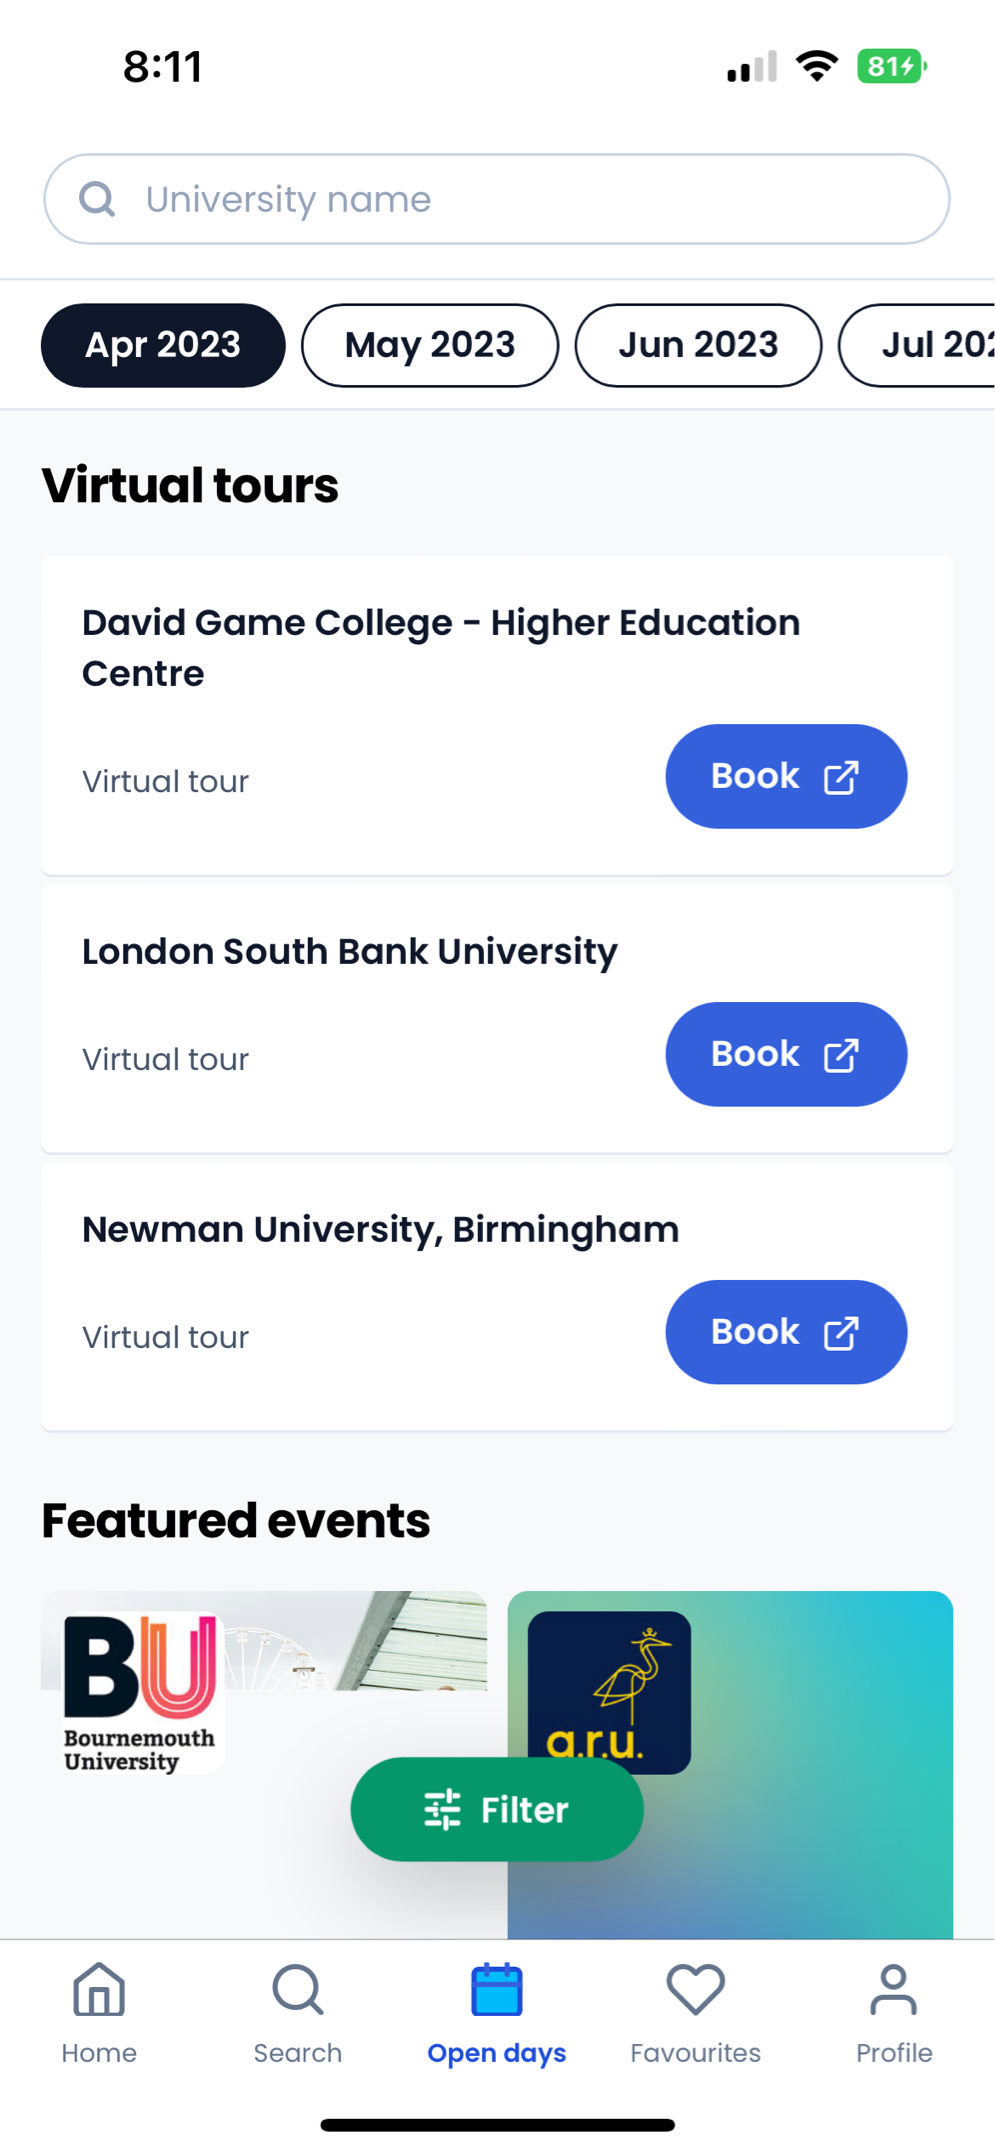 8:11
81
University name
Apr 2023
May 2023
Jun 2023
Jul 202
Virtual tours
David Game College - Higher Education
Centre
Virtual tour
Book
London South Bank University
Virtual tour
Book
Newman University, Birmingham
Virtual tour
Book
Featured events
BU
Bournemouth
University
a.r.u.
Filter
Home
Search
Open days
Favourites
Profile